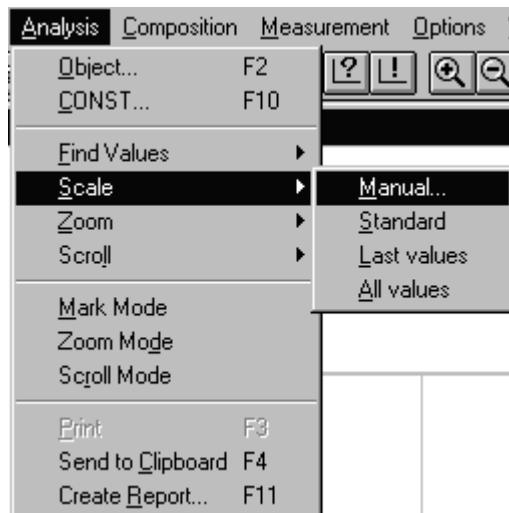 Analysis Composition Measurement Options
Object... F2
CONST... F10
Find Values
Scale
Manual...
Standard
Last values
All values
Zoom
Scroll
Mark Mode
Zoom Mode
Scroll Mode
Print F3
Send to Clipboard F4
Create Report... F11